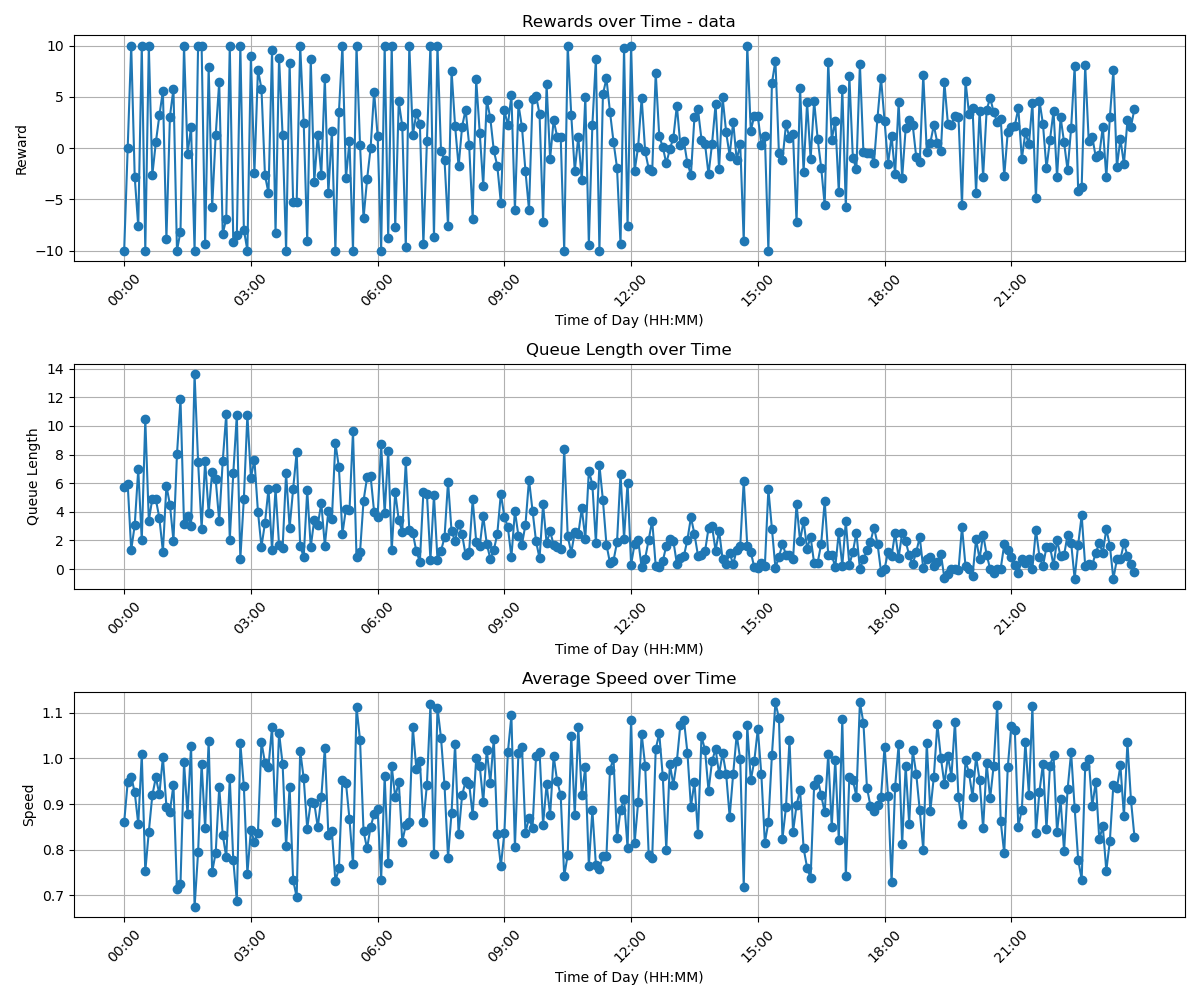 Rewards over Time - data
10
5
0
−5
−10
Reward
00:00 03:00 06:00 09:00 12:00 15:00 18:00 21:00
Time of Day (HH:MM)
Queue Length over Time
14
12
10
8
6
4
2
0
Queue Length
00:00 03:00 06:00 09:00 12:00 15:00 18:00 21:00
Time of Day (HH:MM)
Average Speed over Time
1.1
1.0
0.9
0.8
0.7
Speed
00:00 03:00 06:00 09:00 12:00 15:00 18:00 21:00
Time of Day (HH:MM)